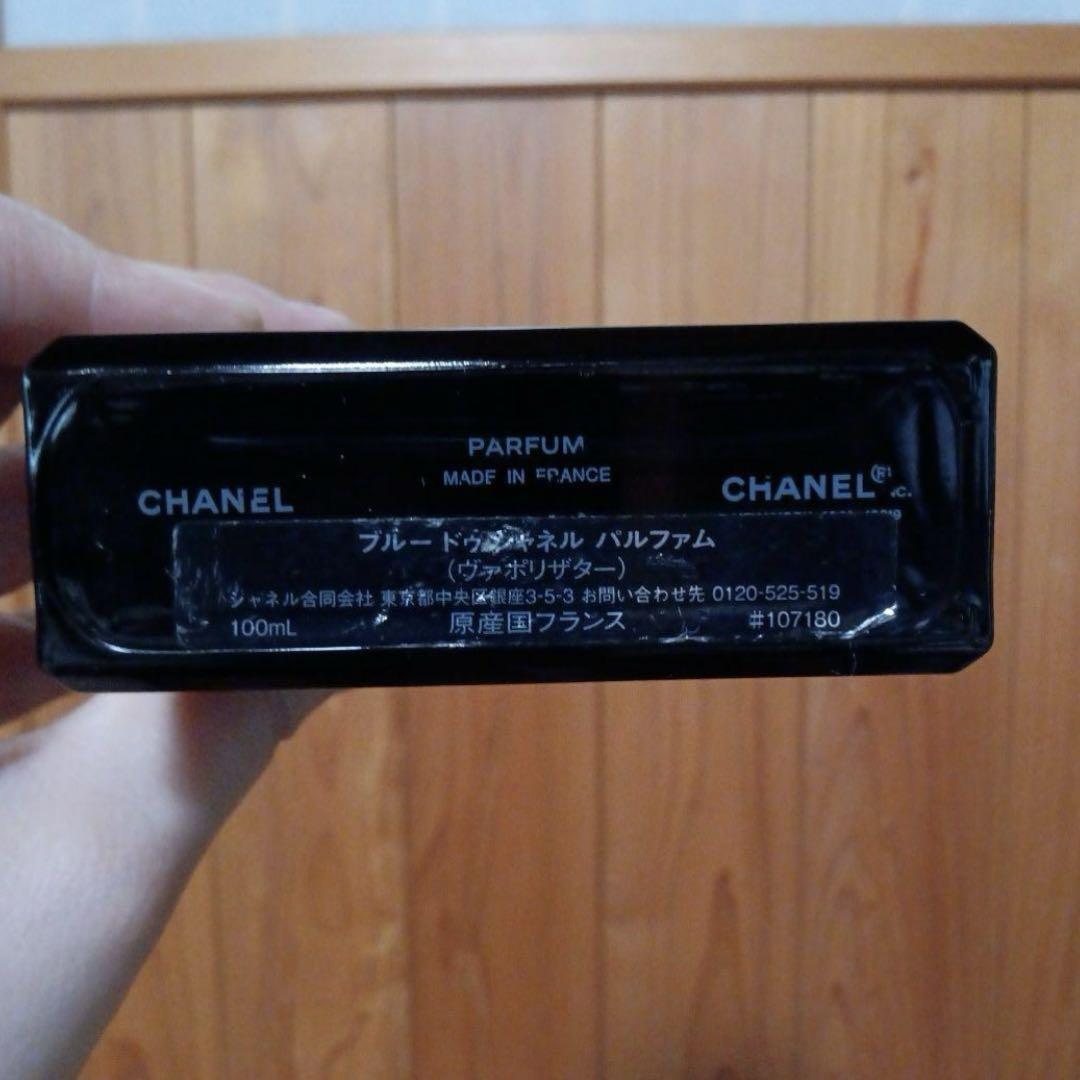 PARFUM
MADE IN FRANCE
CHANEL
CHANEL®
ブルー ドゥ シャネル パルファム
(ヴァポリザター)
シャネル合同会社 東京都中央区銀座3-5-3 お問い合わせ先 0120-525-519
100mL 原産国フランス #107180